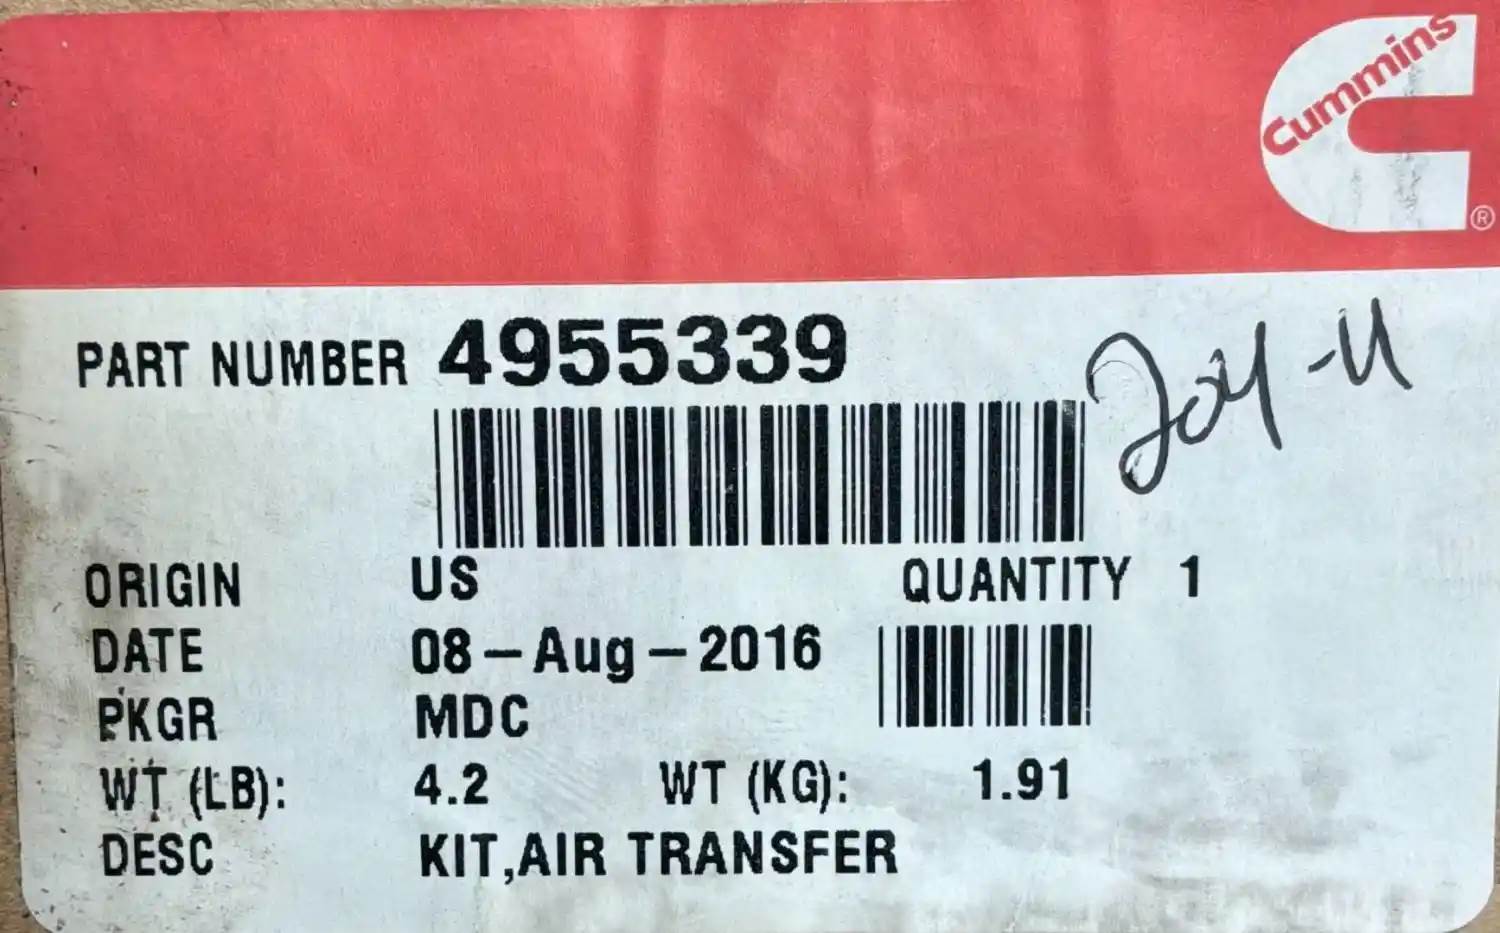 Cummins
®
PART NUMBER 4955339
ORIGIN US QUANTITY 1
DATE 08-Aug-2016
PKGR MDC
WT (LB): 4.2 WT (KG): 1.91
DESC KIT,AIR TRANSFER